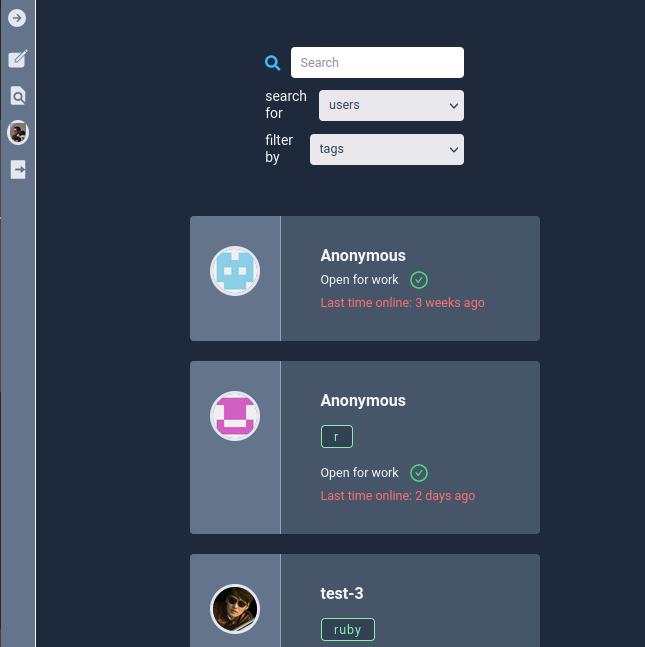 Search
search
for
users
filter
by
tags
Anonymous
Open for work
Last time online: 3 weeks ago
Anonymous
r
Open for work
Last time online: 2 days ago
test-3
ruby